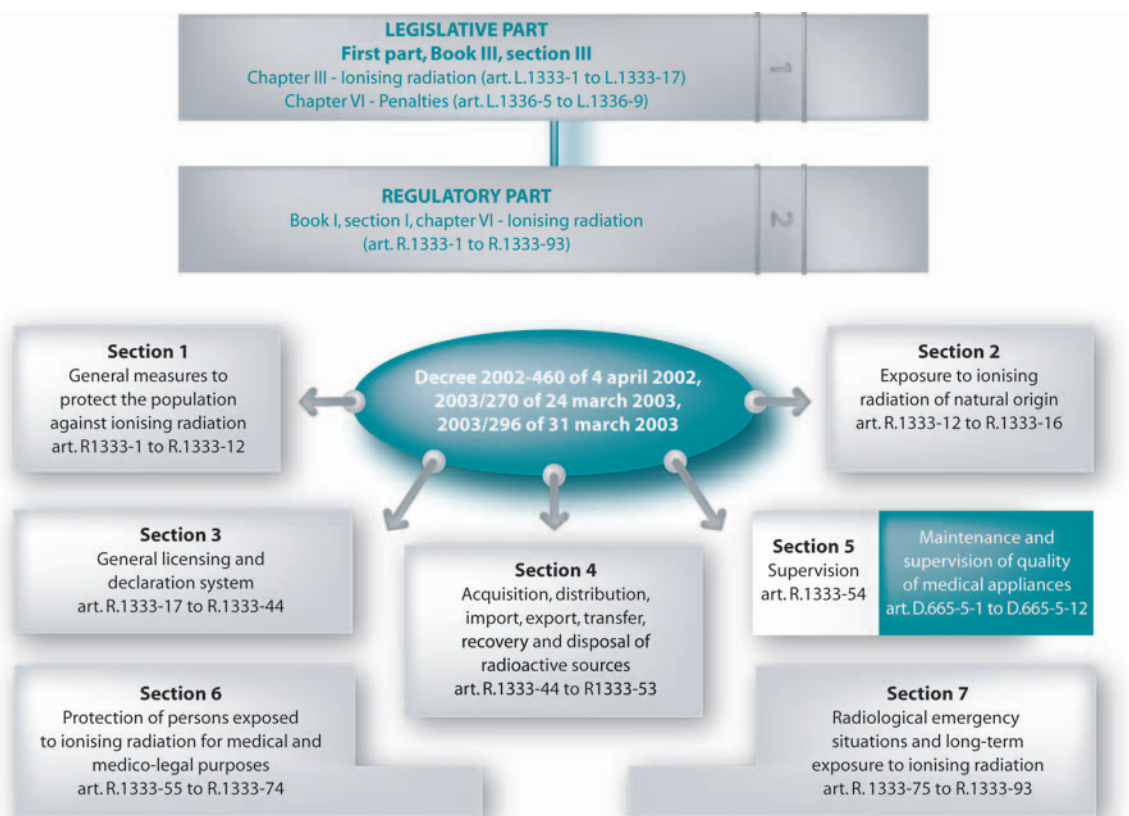 LEGISLATIVE PART
First part, Book III, section III
Chapter III - Ionising radiation (art. L.1333-1 to L.1333-17)
Chapter VI - Penalties (art. L.1336-5 to L.1336-9)
1
REGULATORY PART
Book I, section I, chapter VI - Ionising radiation
(art. R.1333-1 to R.1333-93)
2
Section 1
General measures to
protect the population
against ionising radiation
art. R1333-1 to R.1333-12
Decree 2002-460 of 4 april 2002,
2003/270 of 24 march 2003,
2003/296 of 31 march 2003
Section 2
Exposure to ionising
radiation of natural origin
art. R.1333-12 to R.1333-16
Section 3
General licensing and
declaration system
art. R.1333-17 to R.1333-44
Section 4
Acquisition, distribution,
import, export, transfer,
recovery and disposal of
radioactive sources
art. R.1333-44 to R1333-53
Section 5
Supervision
art. R.1333-54
Maintenance and
supervision of quality
of medical appliances
art. D.665-5-1 to D.665-5-12
Section 6
Protection of persons exposed
to ionising radiation for medical and
medico-legal purposes
art. R.1333-55 to R.1333-74
Section 7
Radiological emergency
situations and long-term
exposure to ionising radiation
art. R. 1333-75 to R.1333-93